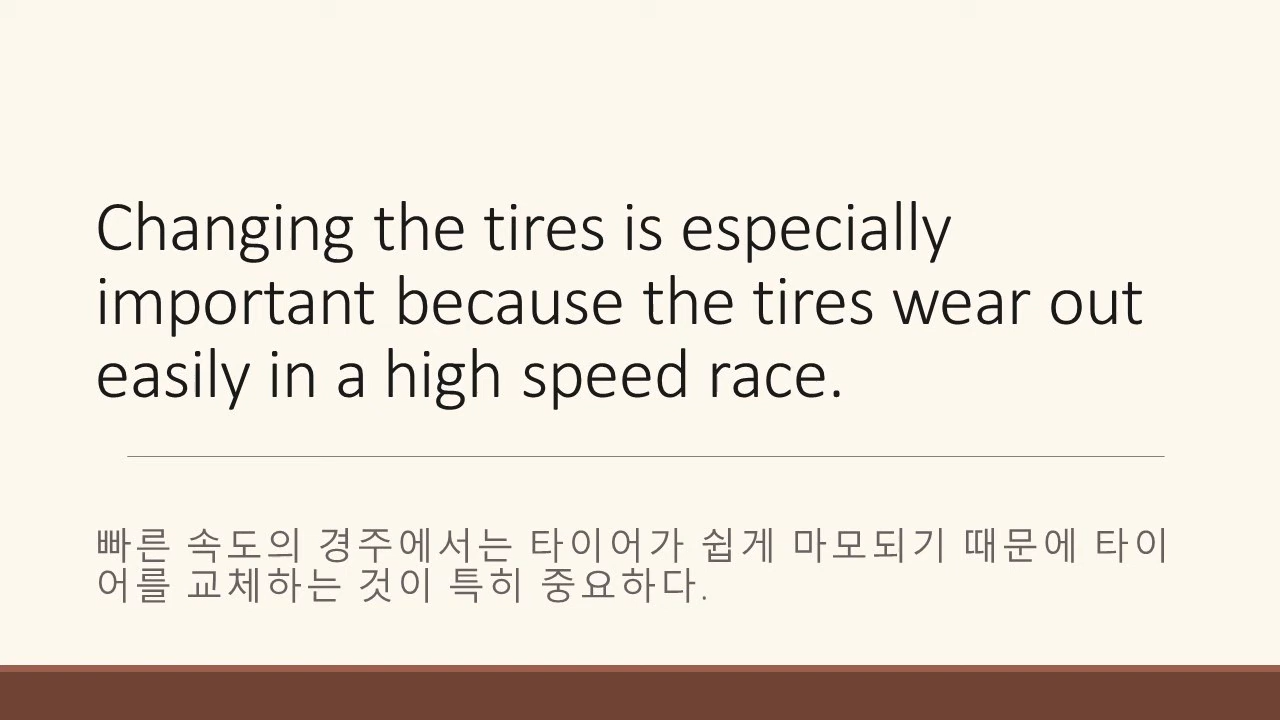 Changing the tires is especially
important because the tires wear out
easily in a high speed race.
빠른 속도의 경주에서는 타이어가 쉽게 마모되기 때문에 타이
어를 교체하는 것이 특히 중요하다.